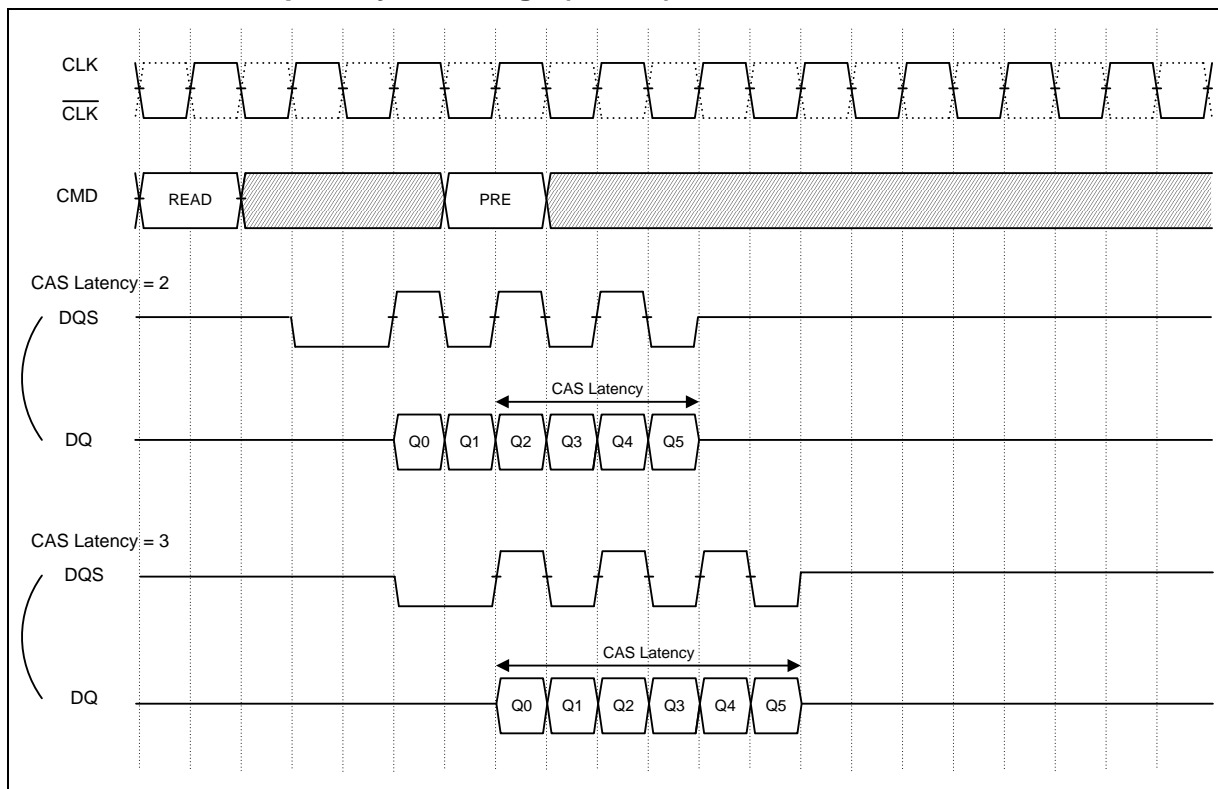 CLK
CLK
CMD
READ
PRE
CAS Latency = 2
DQS
CAS Latency
DQ
Q0 Q1 Q2 Q3 Q4 Q5
CAS Latency = 3
DQS
CAS Latency
DQ
Q0 Q1 Q2 Q3 Q4 Q5